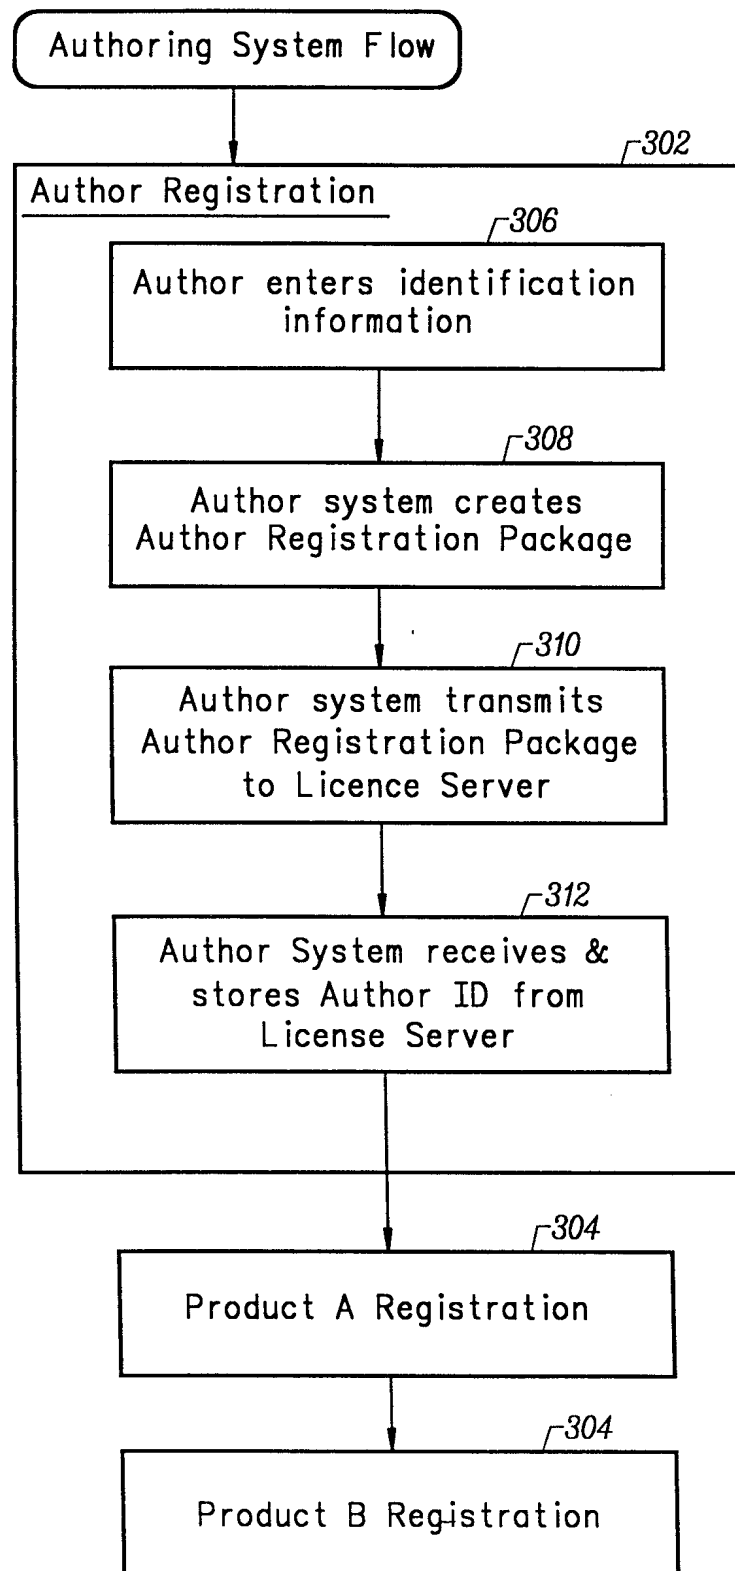 Authoring System Flow
302
Author Registration
306
Author enters identification
information
308
Author system creates
Author Registration Package
310
Author system transmits
Author Registration Package
to Licence Server
312
Author System receives &
stores Author ID from
License Server
304
Product A Registration
304
Product B Registration